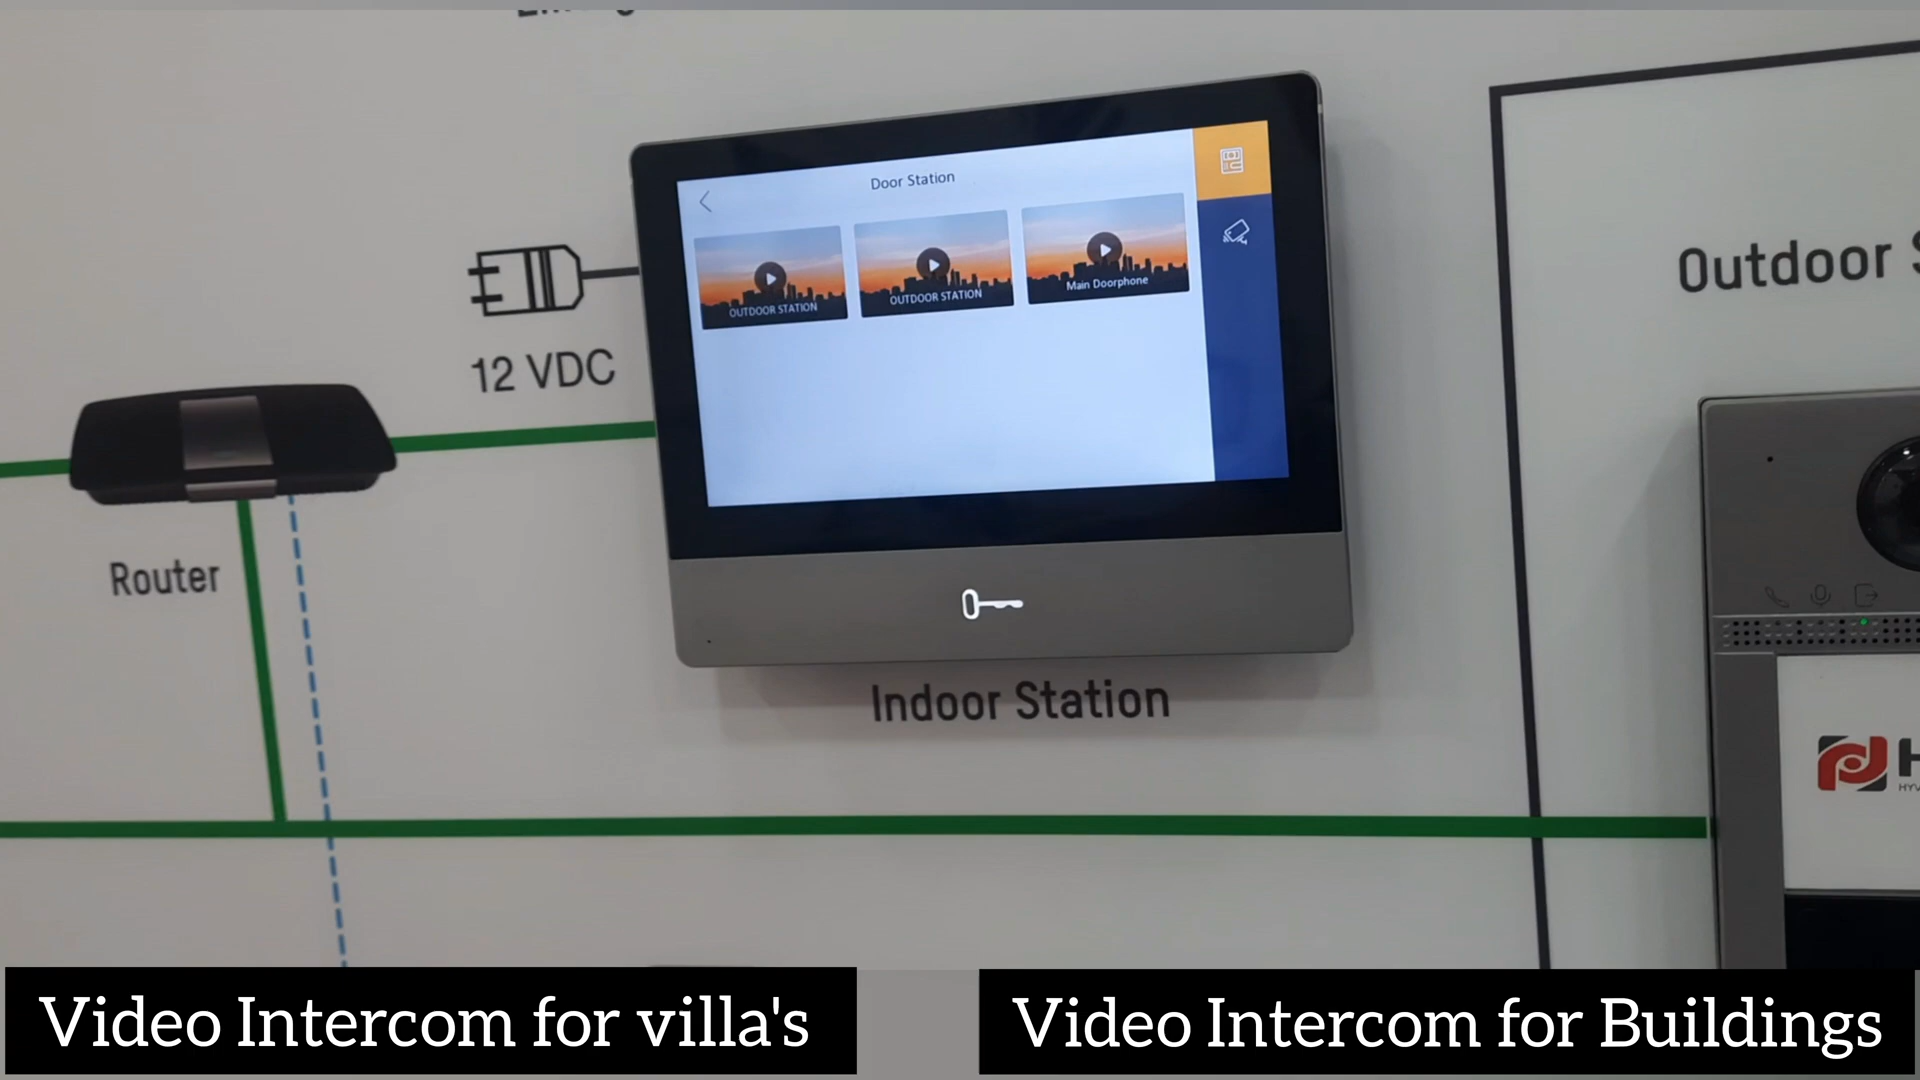 Door Station
OUTDOOR STATION
OUTDOOR STATION
Main Doorphone
12 VDC
Outdoor
Router
Indoor Station
Video Intercom for villa's
Video Intercom for Buildings